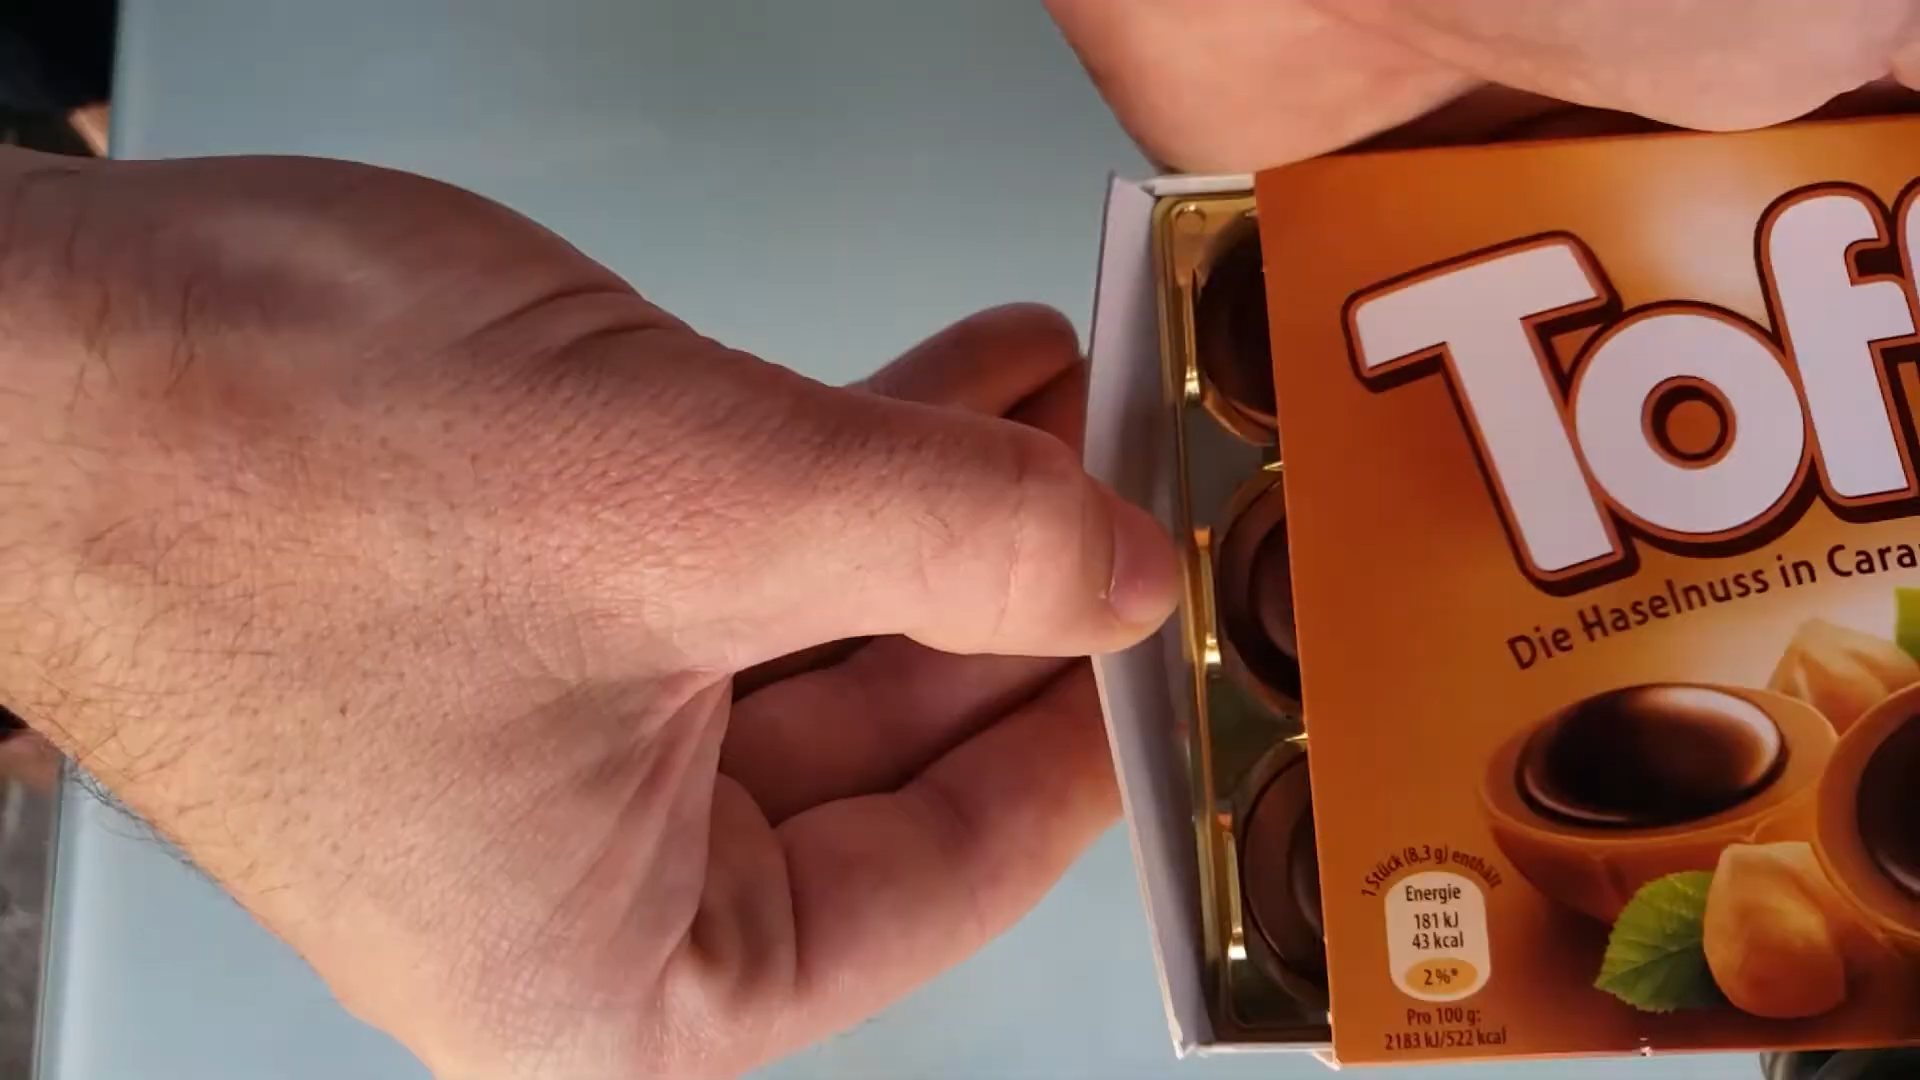 Toff
Die Haselnuss in Cara
1 Stück (8,3 g) enthält
Energie
181 kJ
43 kcal
2%*
Pro 100 g:
2183 kJ/522 kcal